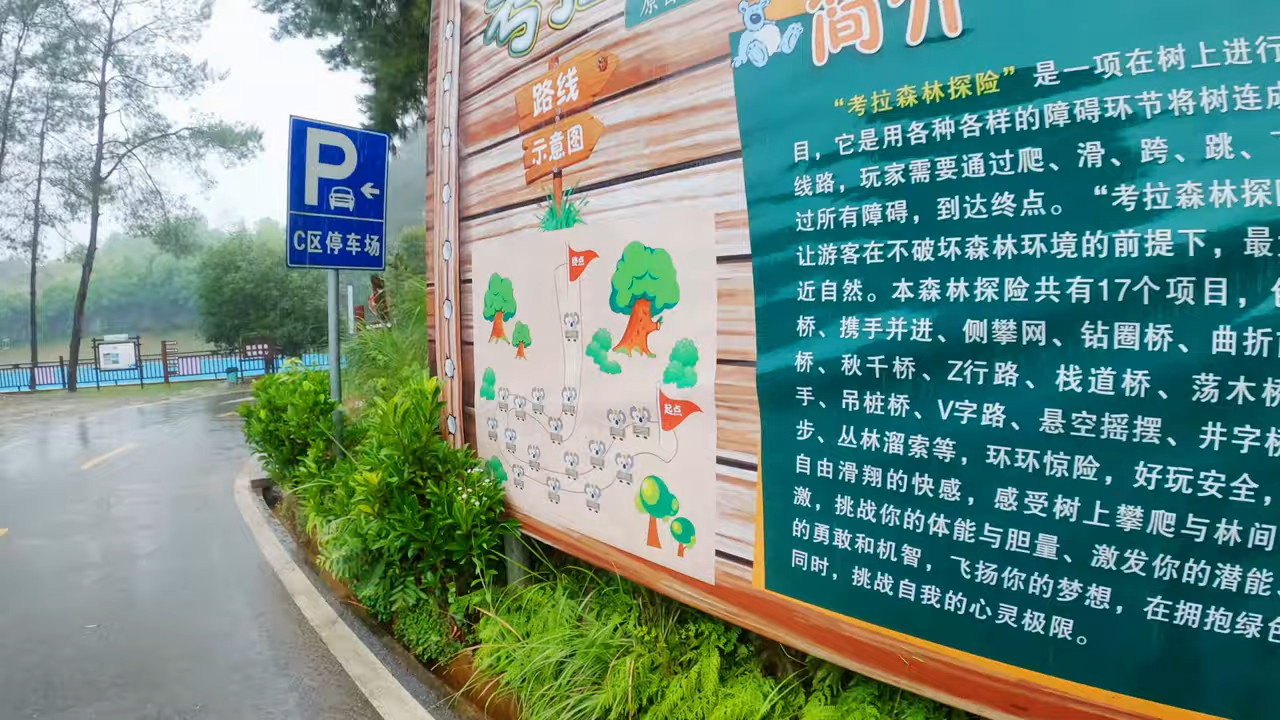 考拉
简介
路线
示意图
终点
起点
P
C区停车场
“考拉森林探险”是一项在树上进行
目，它是用各种各样的障碍环节将树连成
线路，玩家需要通过爬、滑、跨、跳、
过所有障碍，到达终点。“考拉森林探险
让游客在不破坏森林环境的前提下，最
近自然。本森林探险共有17个项目，
桥、携手并进、侧攀网、钻圈桥、曲折
桥、秋千桥、Z行路、栈道桥、荡木桥
手、吊桩桥、V字路、悬空摇摆、井字桥
步、丛林溜索等，环环惊险，好玩安全，
自由滑翔的快感，感受树上攀爬与林间
激，挑战你的体能与胆量、激发你的潜能
的勇敢和机智，飞扬你的梦想，在拥抱绿色
同时，挑战自我的心灵极限。